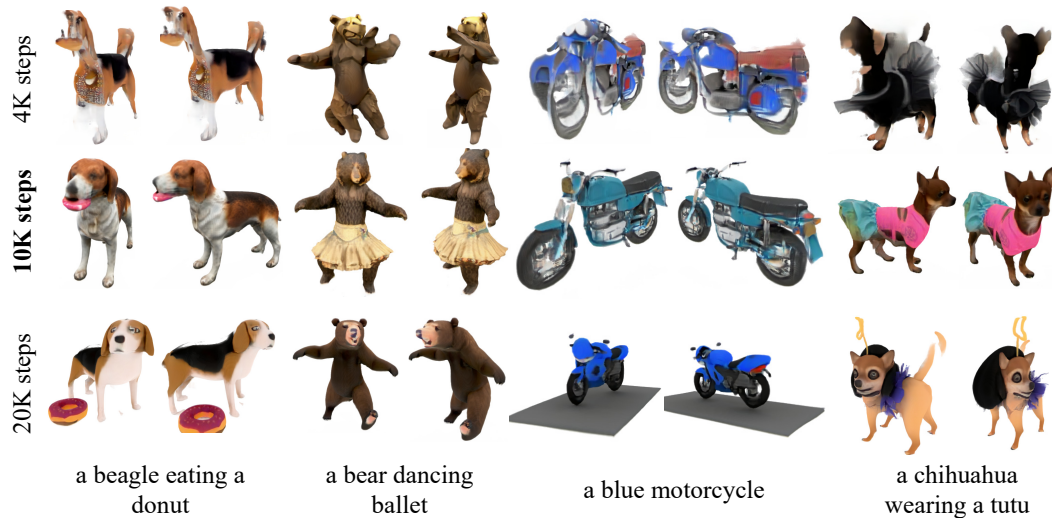 4K steps
10K steps
20K steps
a beagle eating a
donut
a bear dancing
ballet
a blue motorcycle
a chihuahua
wearing a tutu